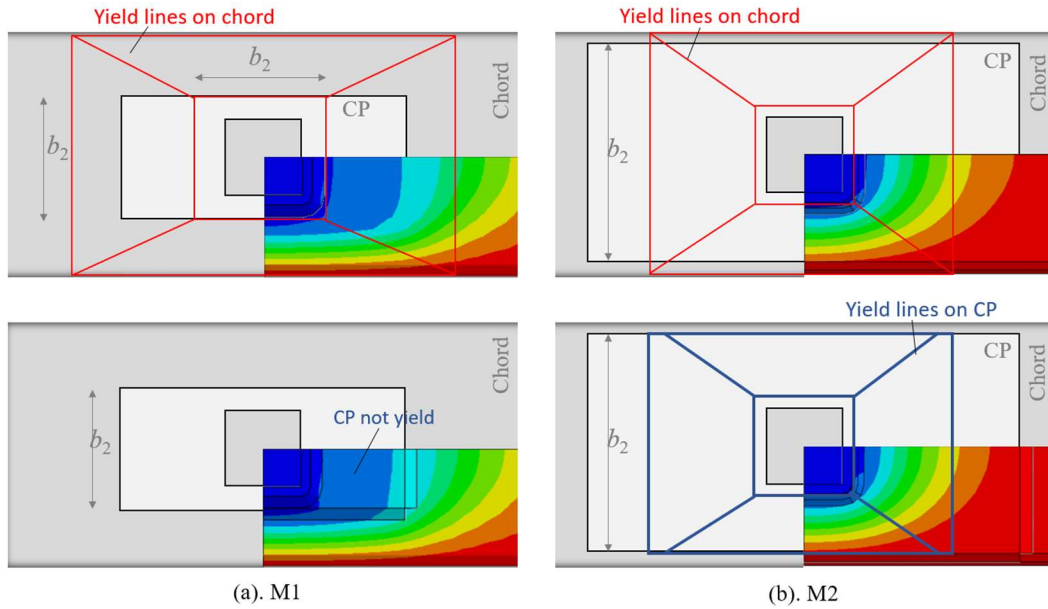 Yield lines on chord
b2
b2
CP
Chord
Yield lines on chord
b2
CP
Chord
CP not yield
b2
Chord
Yield lines on CP
b2
CP
Chord
(a). M1
(b). M2